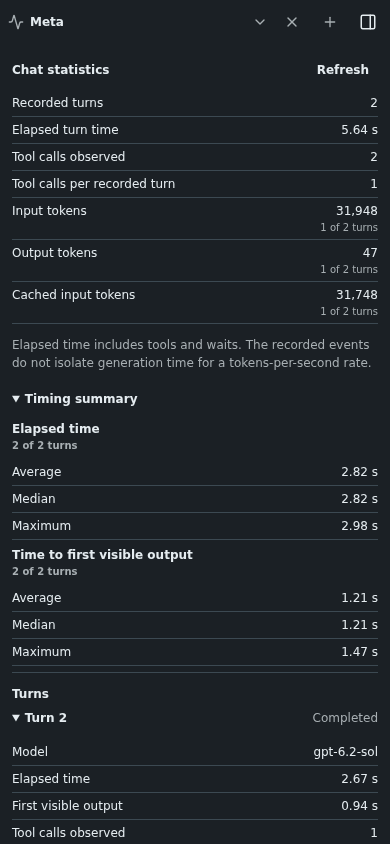 Meta
Chat statistics
Refresh
Recorded turns 2
Elapsed turn time 5.64 s
Tool calls observed 2
Tool calls per recorded turn 1
Input tokens 31,948
1 of 2 turns
Output tokens 47
1 of 2 turns
Cached input tokens 31,748
1 of 2 turns
Elapsed time includes tools and waits. The recorded events
do not isolate generation time for a tokens-per-second rate.
Timing summary
Elapsed time
2 of 2 turns
Average 2.82 s
Median 2.82 s
Maximum 2.98 s
Time to first visible output
2 of 2 turns
Average 1.21 s
Median 1.21 s
Maximum 1.47 s
Turns
Turn 2 Completed
Model gpt-6.2-sol
Elapsed time 2.67 s
First visible output 0.94 s
Tool calls observed 1